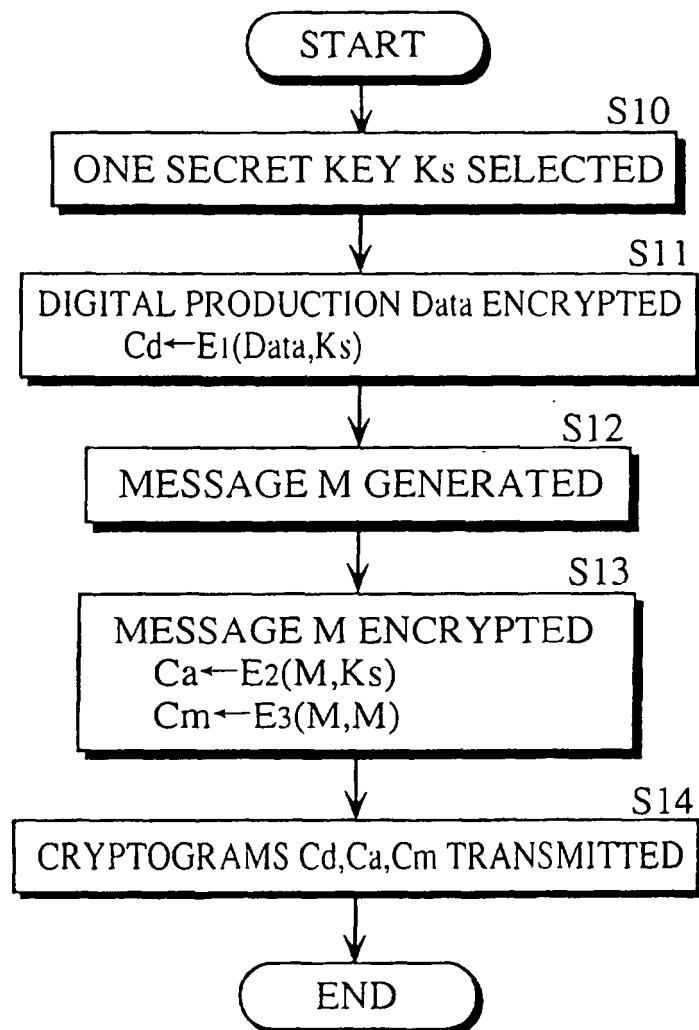 START
S10
ONE SECRET KEY Ks SELECTED
S11
DIGITAL PRODUCTION Data ENCRYPTED
Cd←E1(Data,Ks)
S12
MESSAGE M GENERATED
S13
MESSAGE M ENCRYPTED
Ca←E2(M,Ks)
Cm←E3(M,M)
S14
CRYPTOGRAMS Cd,Ca,Cm TRANSMITTED
END